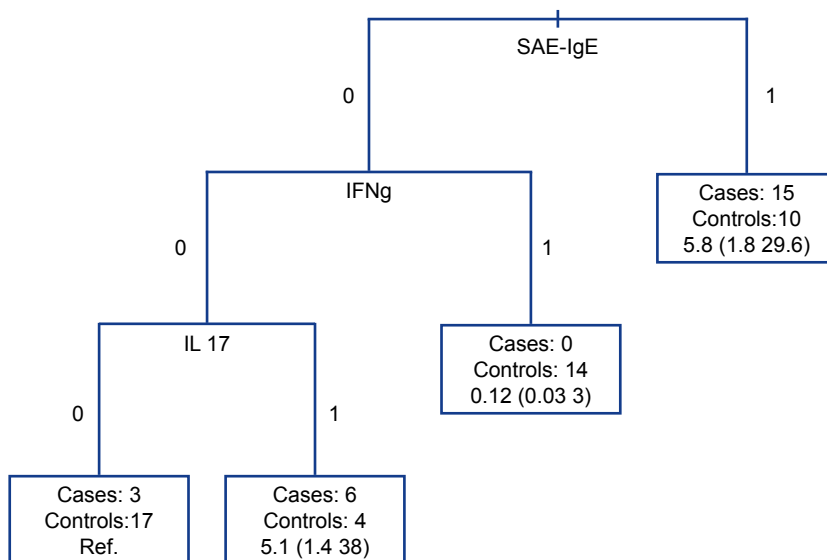 SAE-IgE
0
1
IFNg
Cases: 15
Controls:10
5.8 (1.8 29.6)
0
1
IL 17
Cases: 0
Controls: 14
0.12 (0.03 3)
0
1
Cases: 3
Controls:17
Ref.
Cases: 6
Controls: 4
5.1 (1.4 38)